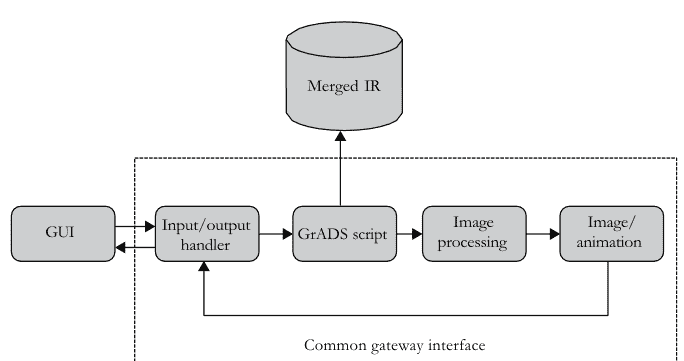 Merged IR
GUI
Input/output
handler
GrADS script
Image
processing
Image/
animation
Common gateway interface